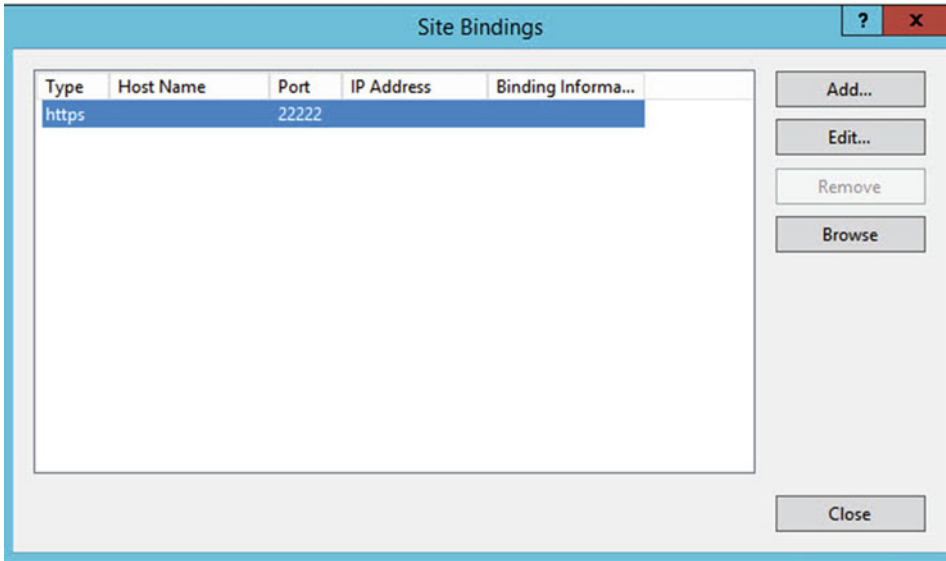 Site Bindings
? x
Type Host Name Port IP Address Binding Informa...
https 22222
Add...
Edit...
Remove
Browse
Close